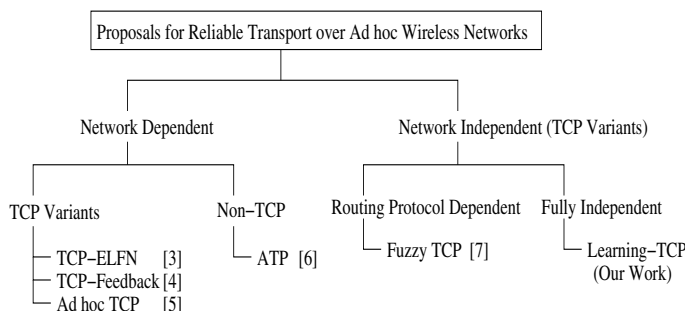 Proposals for Reliable Transport over Ad hoc Wireless Networks
Network Dependent
Network Independent (TCP Variants)
TCP Variants
Non-TCP
Routing Protocol Dependent
Fully Independent
TCP-ELFN [3]
TCP-Feedback [4]
Ad hoc TCP [5]
ATP [6]
Fuzzy TCP [7]
Learning-TCP
(Our Work)